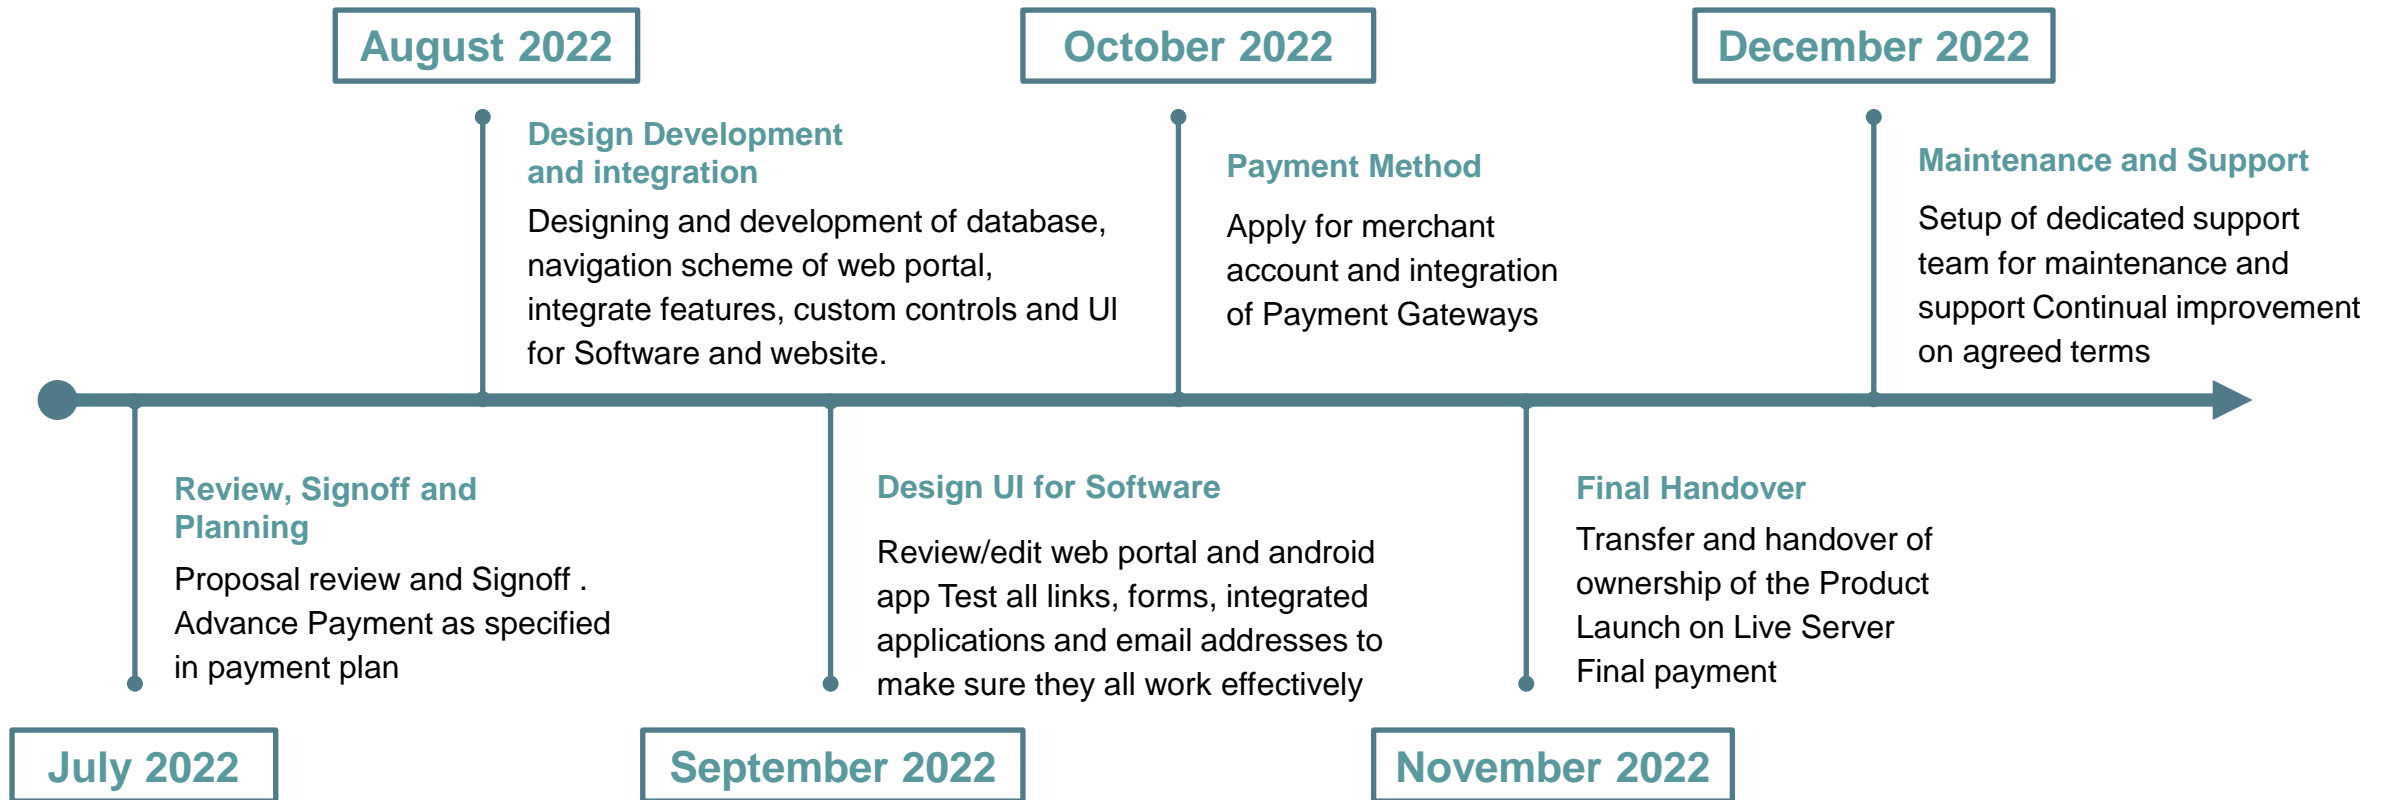 August 2022
October 2022
December 2022
Design Development
and integration
Designing and development of database,
navigation scheme of web portal,
integrate features, custom controls and UI
for Software and website.
Payment Method
Apply for merchant
account and integration
of Payment Gateways
Maintenance and Support
Setup of dedicated support
team for maintenance and
support Continual improvement
on agreed terms
Review, Signoff and
Planning
Proposal review and Signoff .
Advance Payment as specified
in payment plan
Design UI for Software
Review/edit web portal and android
app Test all links, forms, integrated
applications and email addresses to
make sure they all work effectively
Final Handover
Transfer and handover of
ownership of the Product
Launch on Live Server
Final payment
July 2022
September 2022
November 2022